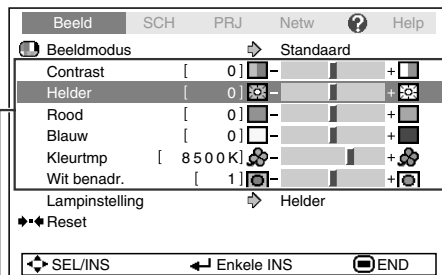 Beeld SCH PRJ Netw ? Help
Beeldmodus Standaard
Contrast [ 0] - +
Helder [ 0] - +
Rood [ 0] - +
Blauw [ 0] - +
Kleurtmp [ 8500K] - +
Wit benadr. [ 1] - +
Lampinstelling Helder
Reset
SEL/INS Enkele INS END